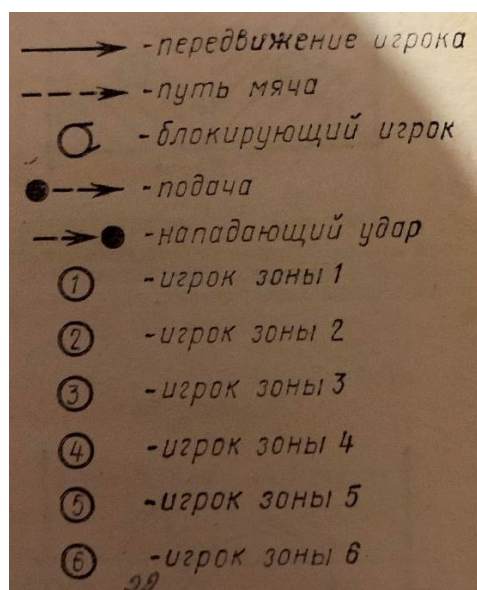 -передвижение игрока
-путь мяча
-блокирующий игрок
-подача
-нападающий удар
1 -игрок зоны 1
2 -игрок зоны 2
3 -игрок зоны 3
4 -игрок зоны 4
5 -игрок зоны 5
6 -игрок зоны 6